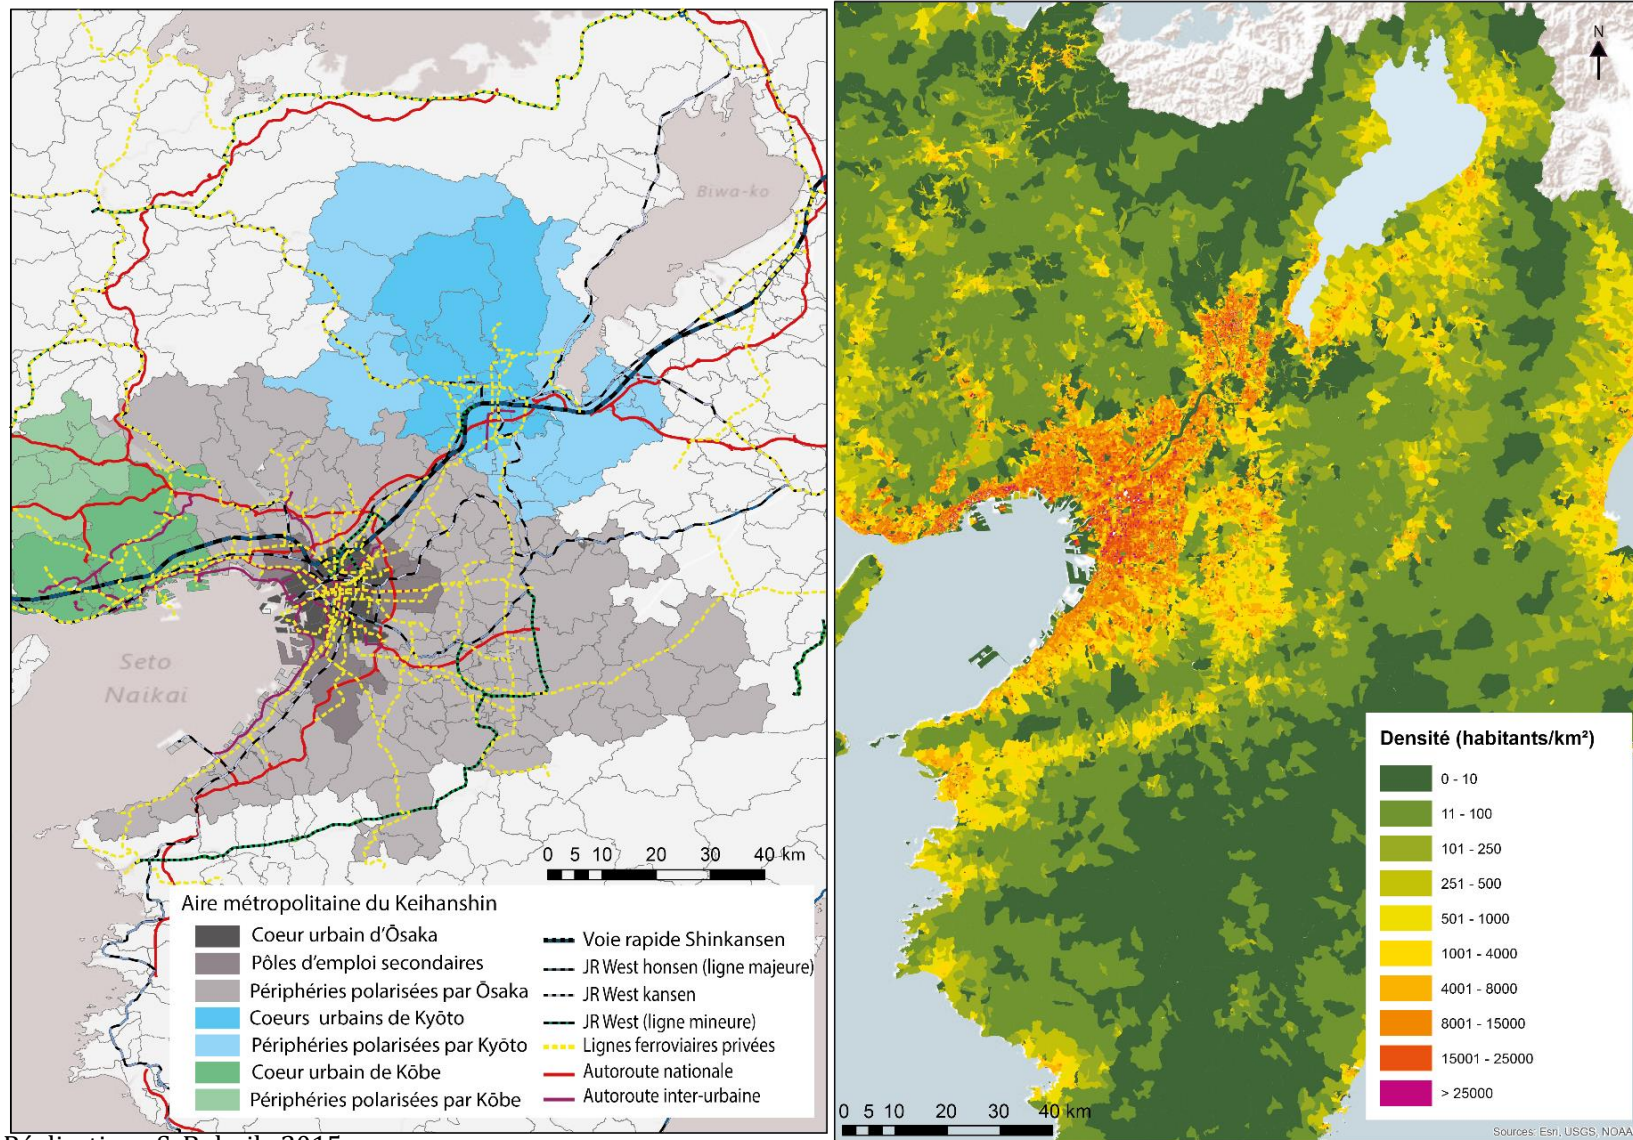 Biwa-ko
Seto
Naikai
0 5 10 20 30 40 km
Aire métropolitaine du Keihanshin
Coeur urbain d'Ōsaka
Pôles d'emploi secondaires
Périphéries polarisées par Ōsaka
Coeurs urbains de Kyōto
Périphéries polarisées par Kyōto
Coeur urbain de Kōbe
Périphéries polarisées par Kōbe
Voie rapide Shinkansen
JR West honsen (ligne majeure)
JR West kansen
JR West (ligne mineure)
Lignes ferroviaires privées
Autoroute nationale
Autoroute inter-urbaine
N
Densité (habitants/km²)
0 - 10
11 - 100
101 - 250
251 - 500
501 - 1000
1001 - 4000
4001 - 8000
8001 - 15000
15001 - 25000
> 25000
0 5 10 20 30 40 km
Sources: Esri, USGS, NOAA